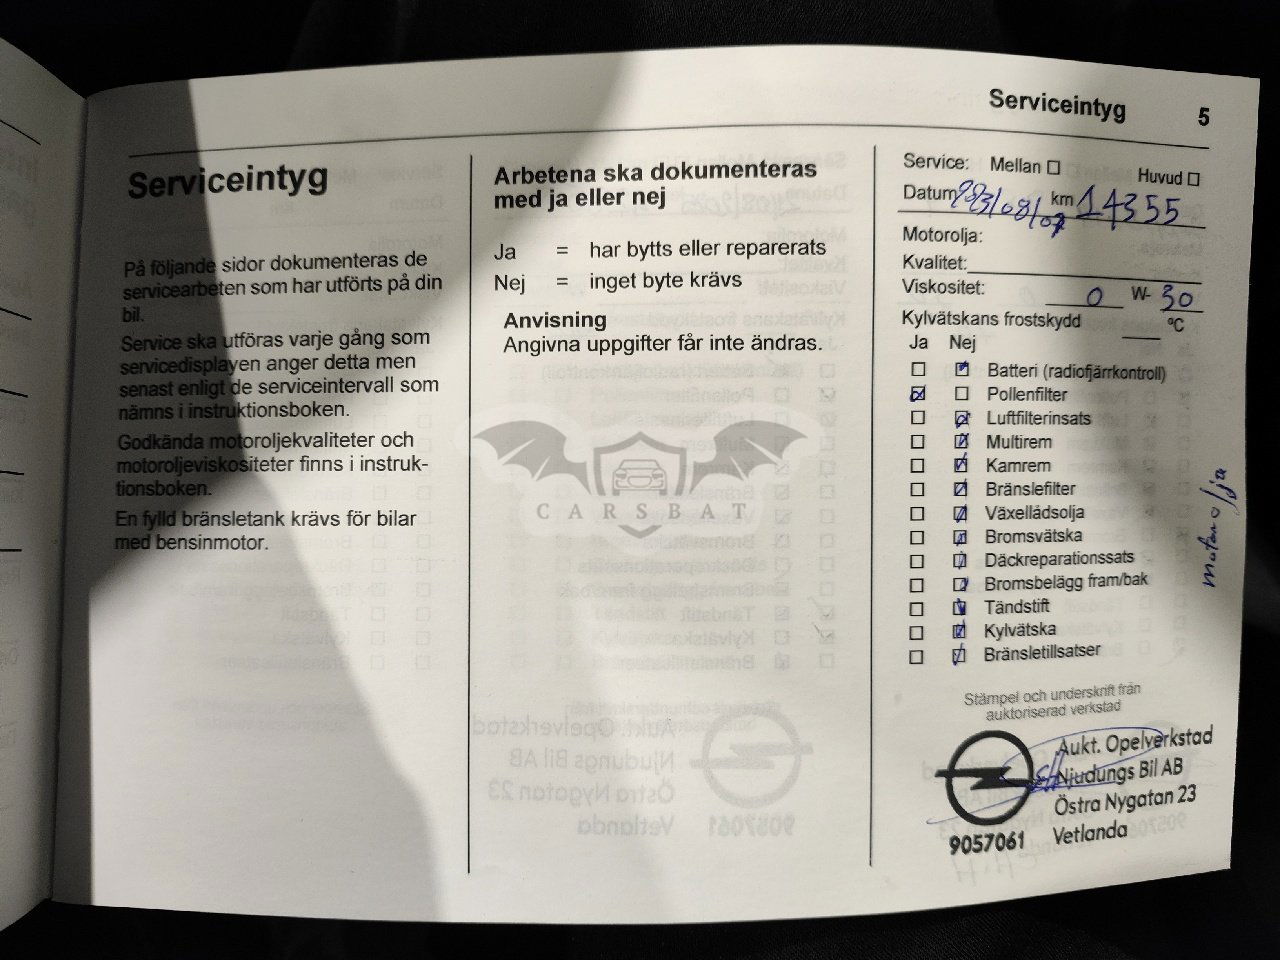 Serviceintyg 5
Serviceintyg
På följande sidor dokumenteras de
servicearbeten som har utförts på din
bil.
Service ska utföras varje gång som
servicedisplayen anger detta men
senast enligt de serviceintervall som
nämns i instruktionsboken.
Godkända motoroljekvaliteter och
motoroljeviskositeter finns i instruk-
tionsboken.
En fylld bränsletank krävs för bilar
med bensinmotor.
Arbetena ska dokumenteras
med ja eller nej
Ja = har bytts eller reparerats
Nej = inget byte krävs
Anvisning
Angivna uppgifter får inte ändras.
CARSBAT
Service: Mellan Huvud
Datum km 14355
Motorolja:
Kvalitet:
Viskositet: 0 W- 30
Kylvätskans frostskydd °C
Ja Nej
Batteri (radiofjärrkontroll)
Pollenfilter
Luftfilterinsats
Multirem
Kamrem
Bränslefilter
Växellådsolja
Bromsvätska
Däckreparationssats
Bromsbelägg fram/bak
Tändstift
Kylvätska
Bränsletillsatser
motorolja
Stämpel och underskrift från
auktoriserad verkstad
Aukt. Opelverkstad
Njudungs Bil AB
Östra Nygatan 23
9057061 Vetlanda